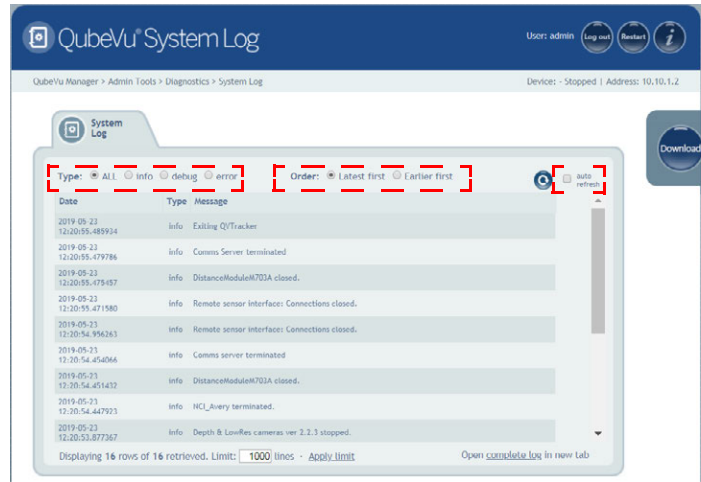 QubeVu® System Log
User: admin Log out Restart i
QubeVu Manager > Admin Tools > Diagnostics > System Log
Device: - Stopped | Address: 10.10.1.2
System
Log
Download
Type: ALL info debug error Order: Latest first Earlier first auto
refresh
Date Type Message
2019-05-23
12:20:55.485934 info Exiting QVTracker
2019-05-23
12:20:55.479786 info Comms Server terminated
2019-05-23
12:20:55.475457 info DistanceModuleM703A closed.
2019-05-23
12:20:55.471580 info Remote sensor interface: Connections closed.
2019-05-23
12:20:54.956263 info Remote sensor interface: Connections closed.
2019-05-23
12:20:54.454066 info Comms server terminated
2019-05-23
12:20:54.451432 info DistanceModuleM703A closed.
2019-05-23
12:20:54.447923 info NCI_Avery terminated.
2019-05-23
12:20:53.877367 info Depth & LowRes cameras ver 2.2.3 stopped.
Displaying 16 rows of 16 retrieved. Limit: 1000 lines - Apply limit
Open complete log in new tab